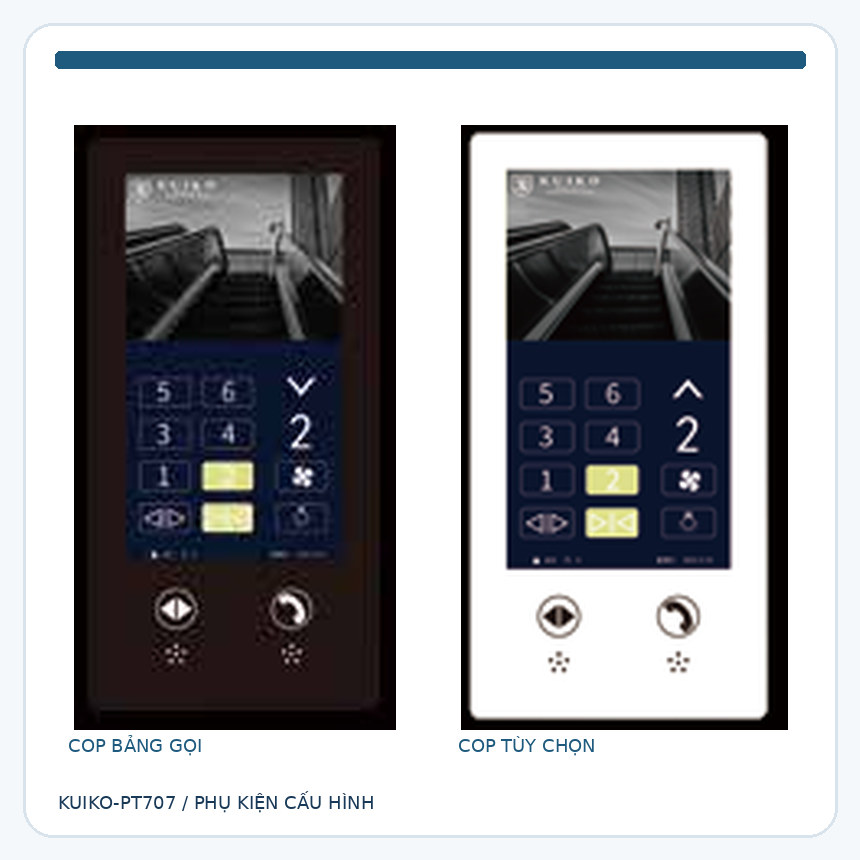 KUIKO
5 6
3 4 2
1
KUIKO
5 6
3 4 2
1 2
COP BẢNG GỌI
COP TÙY CHỌN
KUIKO-PT707 / PHỤ KIỆN CẤU HÌNH